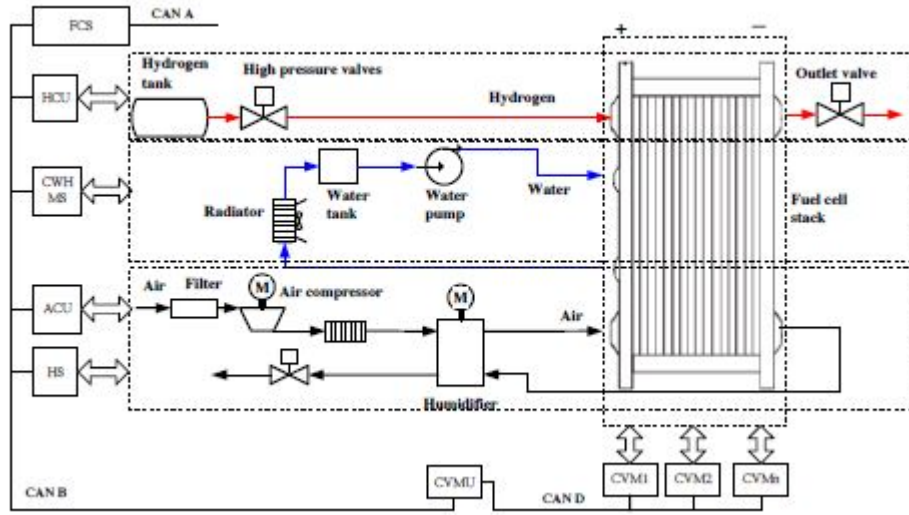 CAN A
FCS
+
–
Hydrogen
tank
High pressure valves
Outlet valve
HCU
Hydrogen
CWH
MS
Water
tank
Water
pump
Water
Radiator
Fuel cell
stack
Air
Filter
M
Air compressor
M
Air
ACU
HS
Humidifier
CAN B
CVMU
CAN D
CVM1
CVM2
CVMn